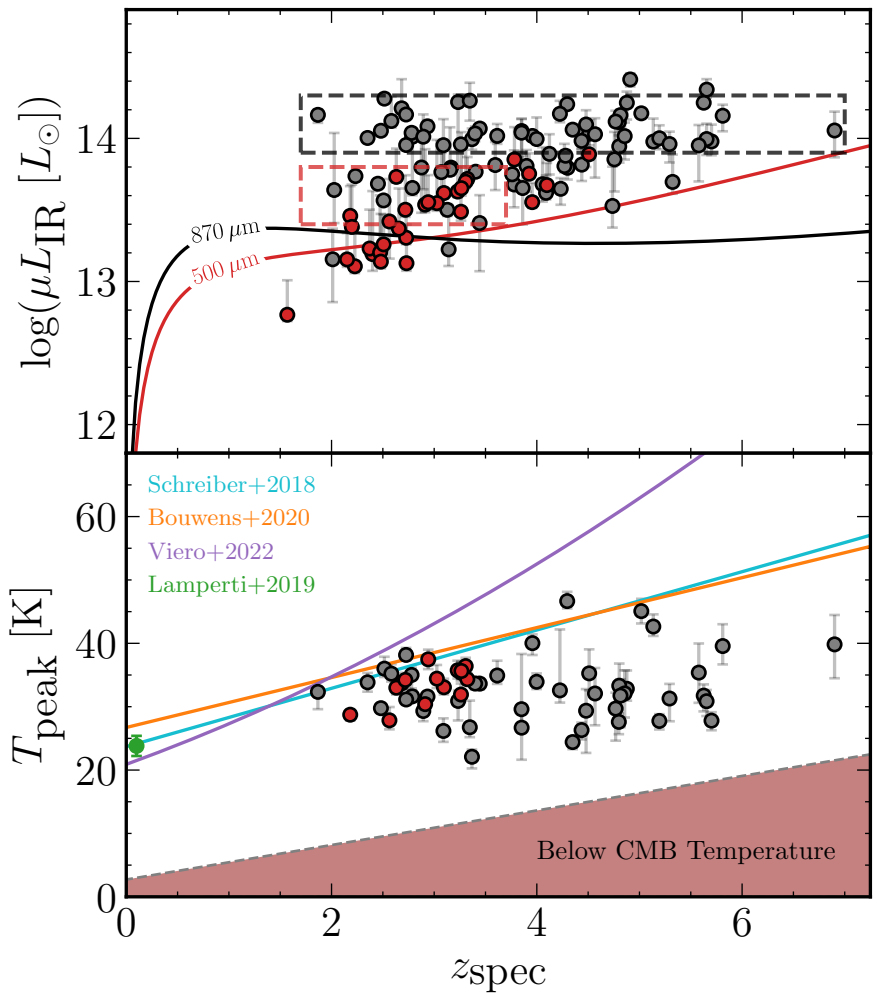 log(μL_IR [L_⊙])
14
13
12
870 μm
500 μm
T_peak [K]
60
40
20
0
Schreiber+2018
Bouwens+2020
Viero+2022
Lamperti+2019
Below CMB Temperature
0 2 4 6
z_spec